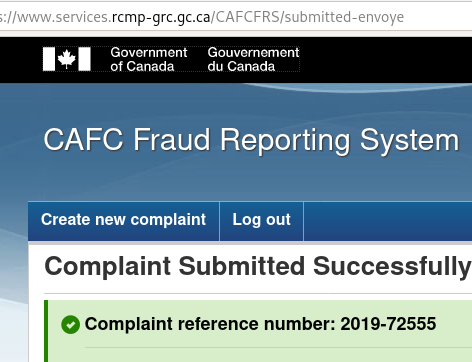 s://www.services.rcmp-grc.gc.ca/CAFCFRS/submitted-envoye
Government Gouvernement
of Canada du Canada
CAFC Fraud Reporting System
Create new complaint Log out
Complaint Submitted Successfully
Complaint reference number: 2019-72555